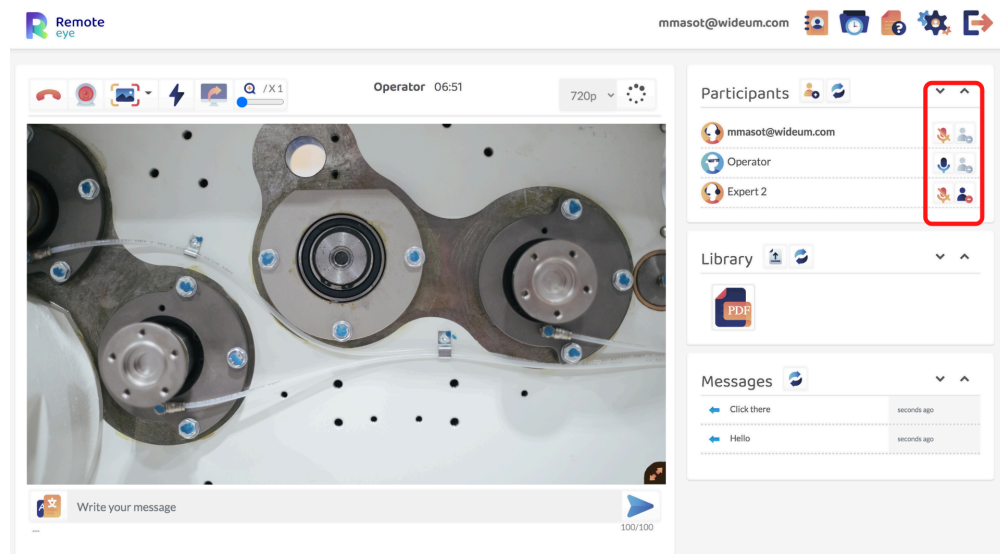 Remote
eye
mmasot@wideum.com
/X 1
Operator 06:51
720p
Participants
mmasot@wideum.com
Operator
Expert 2
Library
PDF
Messages
Click there
seconds ago
Hello
seconds ago
A 文
Write your message
100/100
...